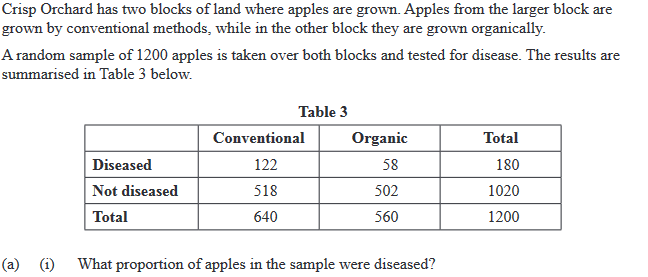 Crisp Orchard has two blocks of land where apples are grown. Apples from the larger block are
grown by conventional methods, while in the other block they are grown organically.
A random sample of 1200 apples is taken over both blocks and tested for disease. The results are
summarised in Table 3 below.
Table 3
Conventional Organic Total
Diseased 122 58 180
Not diseased 518 502 1020
Total 640 560 1200
(a) (i) What proportion of apples in the sample were diseased?